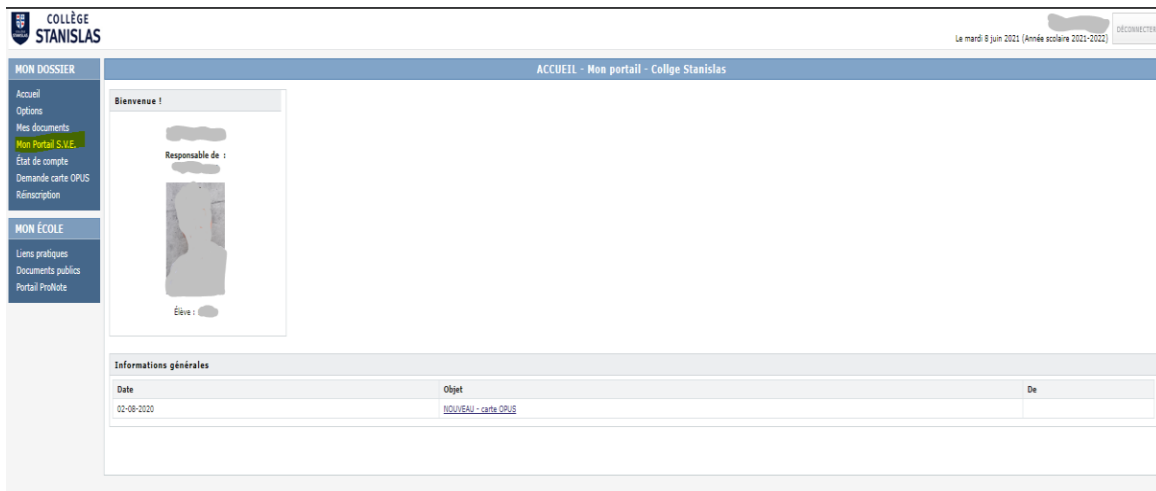 COLLÈGE
STANISLAS
Le mardi 8 juin 2021 (Année scolaire 2021-2022)
DÉCONNECTER
MON DOSSIER
Accueil
Options
Mes documents
Mon Portail S.V.E.
État de compte
Demande carte OPUS
Réinscription
MON ÉCOLE
Liens pratiques
Documents publics
Portail ProNote
ACCUEIL - Mon portail - Collge Stanislas
Bienvenue !
Responsable de :
Élève :
Informations générales
Date Objet De
02-08-2020 NOUVEAU - carte OPUS